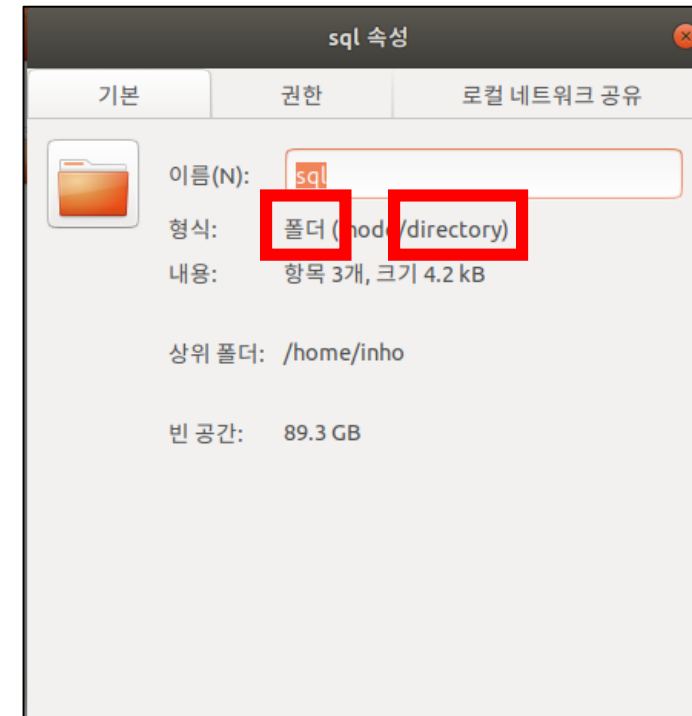 sql 속성
기본 권한 로컬 네트워크 공유
이름(N): sql
형식: 폴더 (/directory)
내용: 항목 3개, 크기 4.2 kB
상위 폴더: /home/inho
빈 공간: 89.3 GB